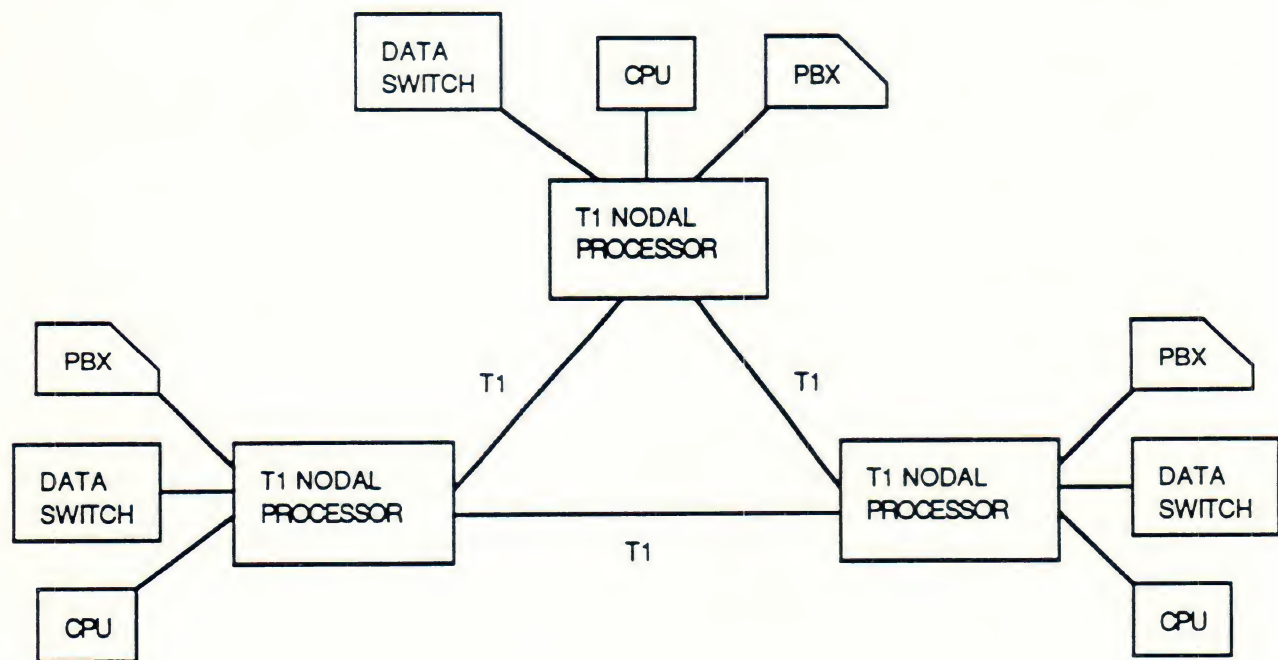 DATA
SWITCH
CPU
PBX
T1 NODAL
PROCESSOR
T1
T1
PBX
DATA
SWITCH
CPU
T1 NODAL
PROCESSOR
T1
T1 NODAL
PROCESSOR
PBX
DATA
SWITCH
CPU